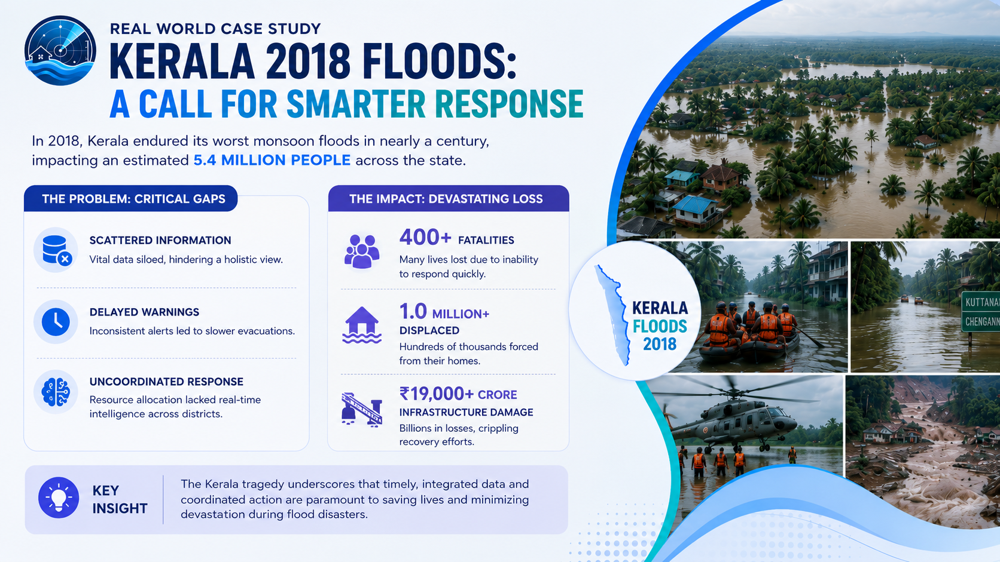 REAL WORLD CASE STUDY
KERALA 2018 FLOODS:
A CALL FOR SMARTER RESPONSE
In 2018, Kerala endured its worst monsoon floods in nearly a century,
impacting an estimated 5.4 MILLION PEOPLE across the state.
THE PROBLEM: CRITICAL GAPS
SCATTERED INFORMATION
Vital data siloed, hindering a holistic view.
DELAYED WARNINGS
Inconsistent alerts led to slower evacuations.
UNCOORDINATED RESPONSE
Resource allocation lacked real-time
intelligence across districts.
THE IMPACT: DEVASTATING LOSS
400+ FATALITIES
Many lives lost due to inability
to respond quickly.
1.0 MILLION+
DISPLACED
Hundreds of thousands forced
from their homes.
₹19,000+ CRORE
INFRASTRUCTURE DAMAGE
Billions in losses, crippling
recovery efforts.
KERALA
FLOODS
2018
KUTTANA
CHENGANN
KEY
INSIGHT
The Kerala tragedy underscores that timely, integrated data and
coordinated action are paramount to saving lives and minimizing
devastation during flood disasters.